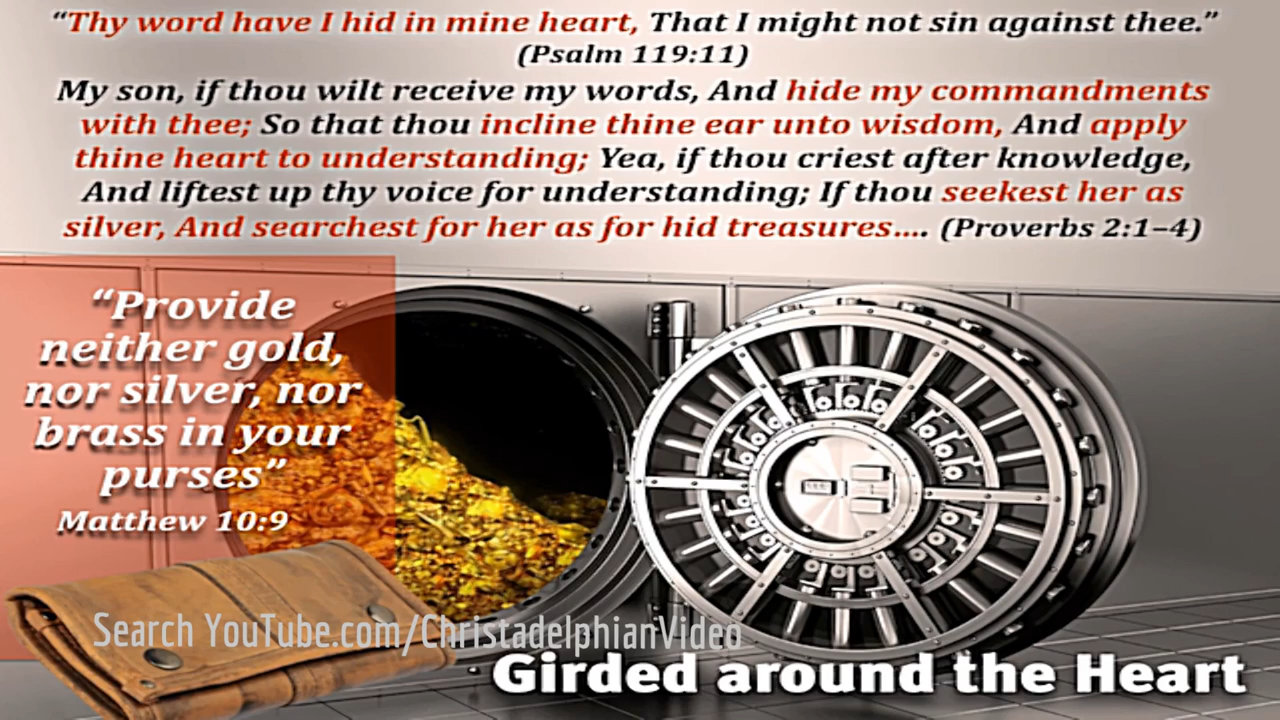 “Thy word have I hid in mine heart, That I might not sin against thee.”
(Psalm 119:11)
My son, if thou wilt receive my words, And hide my commandments
with thee; So that thou incline thine ear unto wisdom, And apply
thine heart to understanding; Yea, if thou criest after knowledge,
And liftest up thy voice for understanding; If thou seekest her as
silver, And searchest for her as for hid treasures.... (Proverbs 2:1–4)
“Provide
neither gold,
nor silver, nor
brass in your
purses”
Matthew 10:9
Search YouTube.com/ChristadelphianVideo
Girded around the Heart